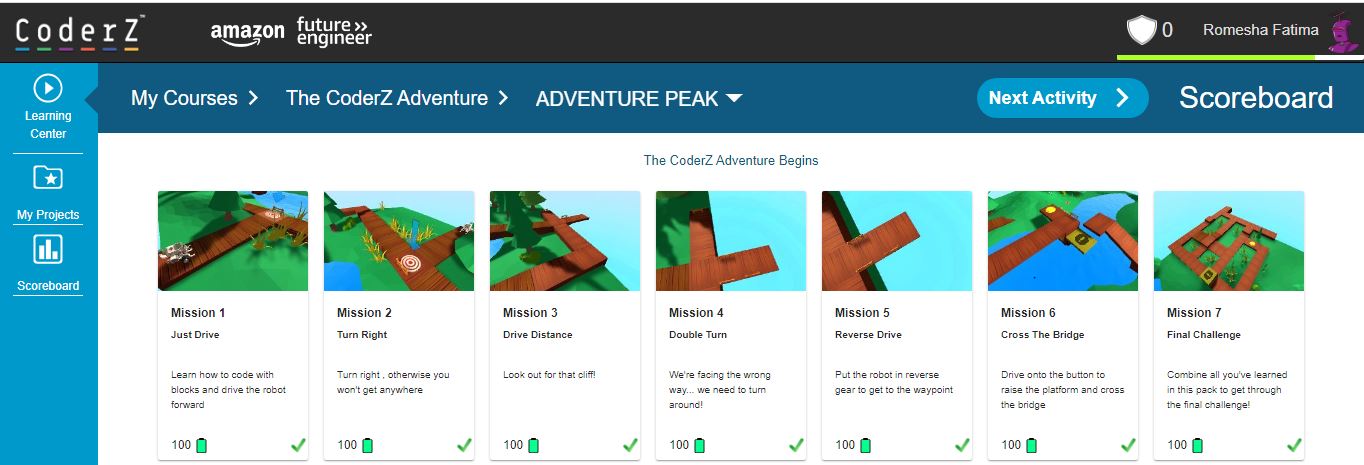 CoderZ™
amazon
future
engineer
0
Romesha Fatima
Learning
Center
My Projects
Scoreboard
My Courses
The CoderZ Adventure
ADVENTURE PEAK
Next Activity
Scoreboard
The CoderZ Adventure Begins
Mission 1
Just Drive
Learn how to code with
blocks and drive the robot
forward
100
Mission 2
Turn Right
Turn right , otherwise you
won't get anywhere
100
Mission 3
Drive Distance
Look out for that cliff!
100
Mission 4
Double Turn
We're facing the wrong
way... we need to turn
around!
100
Mission 5
Reverse Drive
Put the robot in reverse
gear to get to the waypoint
100
Mission 6
Cross The Bridge
Drive onto the button to
raise the platform and cross
the bridge
100
Mission 7
Final Challenge
Combine all you've learned
in this pack to get through
the final challenge!
100